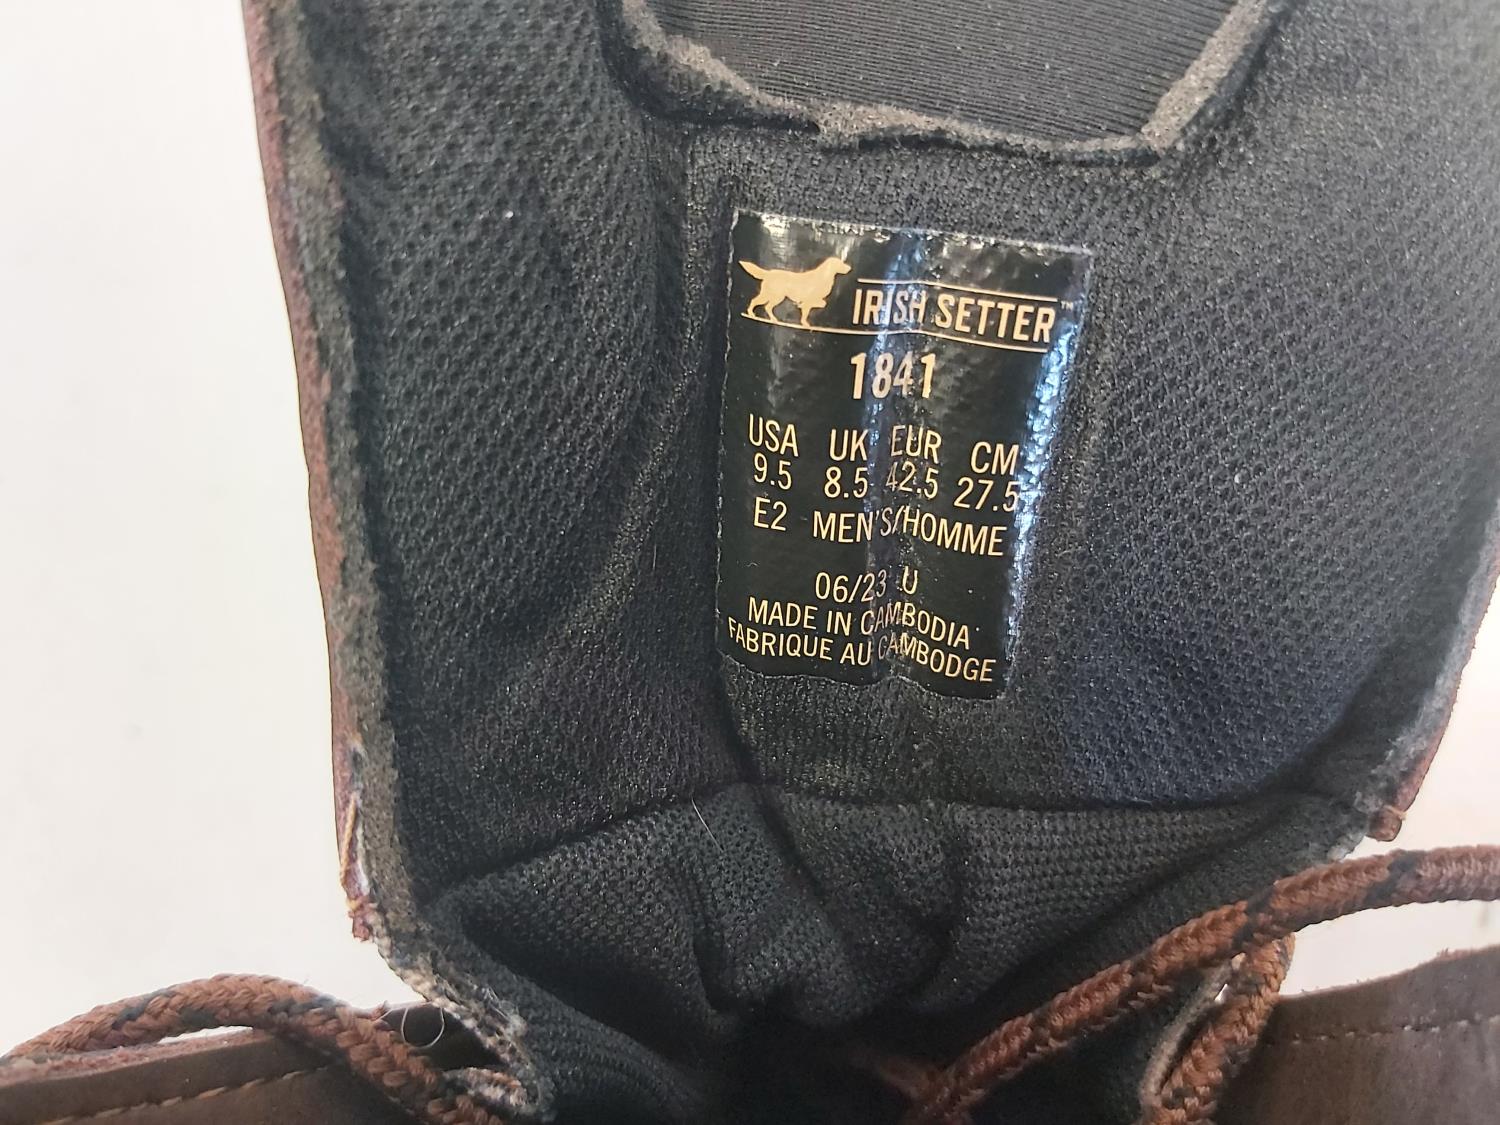 IRISH SETTER™
1841
USA UK EUR CM
9.5 8.5 42.5 27.5
E2 MEN'S/HOMME
06/23 U
MADE IN CAMBODIA
FABRIQUE AU CAMBODGE